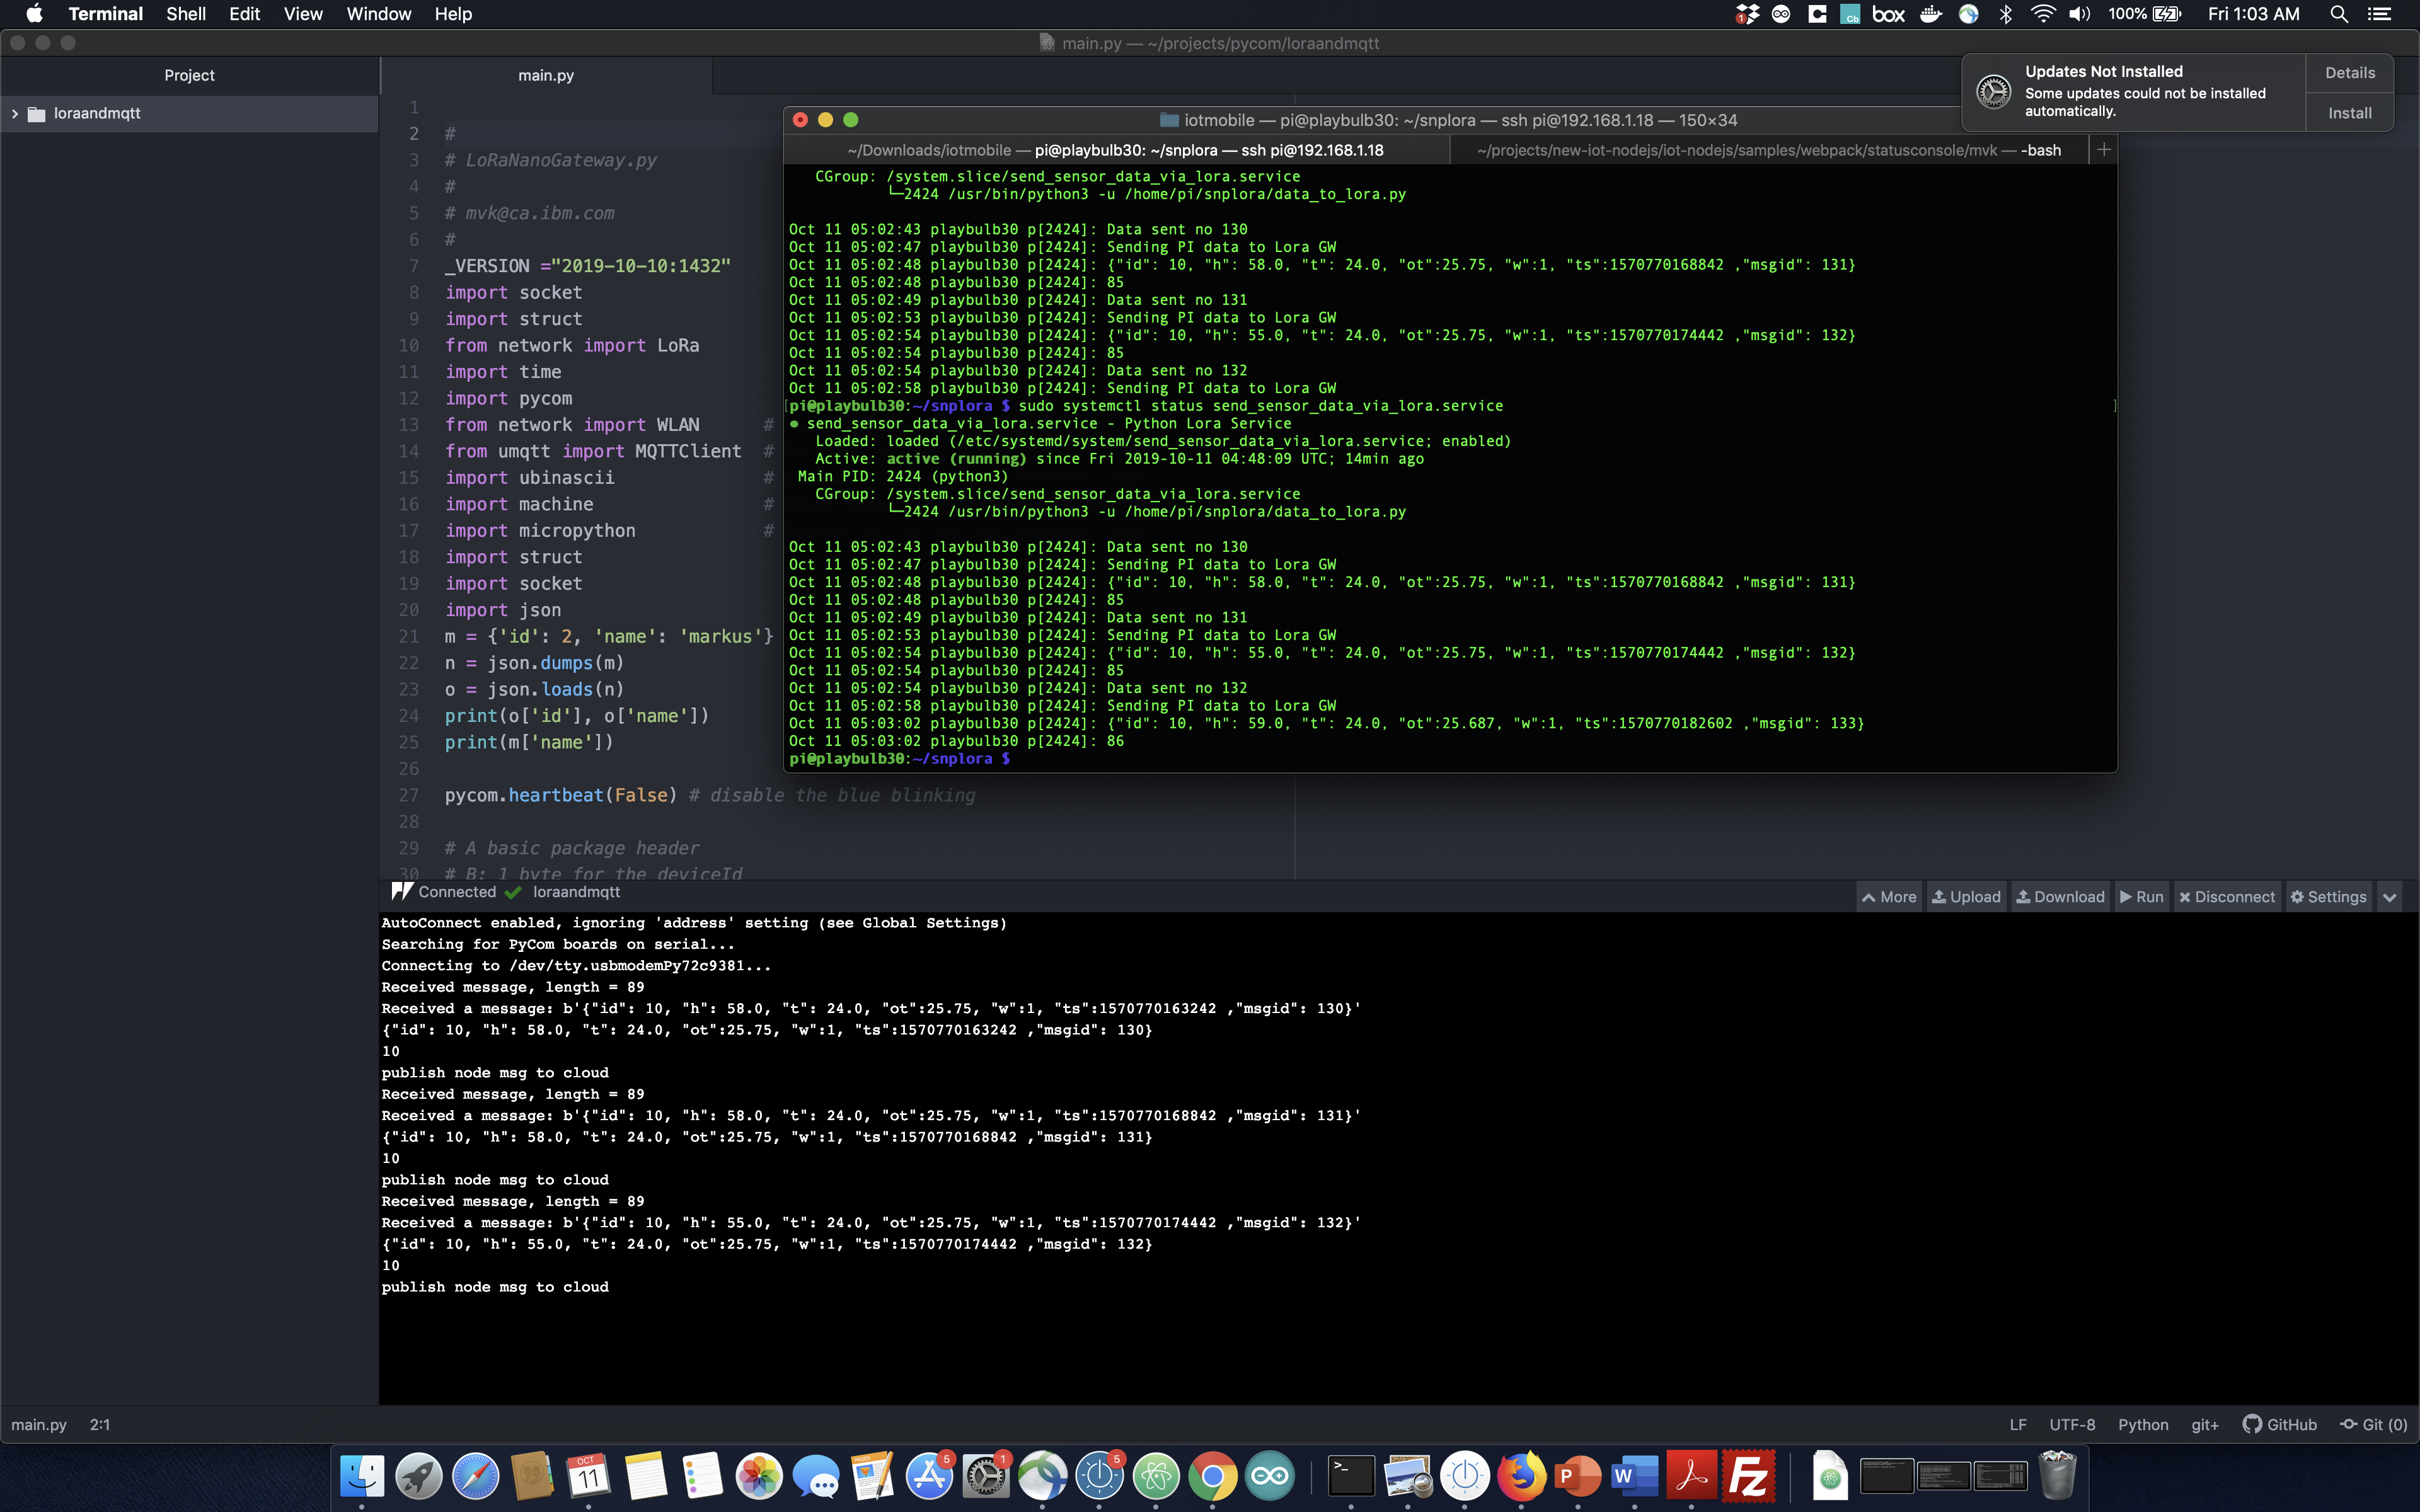 Terminal Shell Edit View Window Help
1 Cb box 100% Fri 1:03 AM
main.py — ~/projects/pycom/loraandmqtt
Project
main.py
loraandmqtt
Updates Not Installed
Some updates could not be installed
automatically.
Details
Install
1
2 #
3 # LoRaNanoGateway.py
4 #
5 # mvk@ca.ibm.com
6 #
7 _VERSION ="2019-10-10:1432"
8 import socket
9 import struct
10 from network import LoRa
11 import time
12 import pycom
13 from network import WLAN #
14 from umqtt import MQTTClient #
15 import ubinascii #
16 import machine #
17 import micropython #
18 import struct
19 import socket
20 import json
21 m = {'id': 2, 'name': 'markus'}
22 n = json.dumps(m)
23 o = json.loads(n)
24 print(o['id'], o['name'])
25 print(m['name'])
26
27 pycom.heartbeat(False) # disable the blue blinking
28
29 # A basic package header
30 # B: 1 byte for the deviceId
iotmobile — pi@playbulb30: ~/snplora — ssh pi@192.168.1.18 — 150×34
~/Downloads/iotmobile — pi@playbulb30: ~/snplora — ssh pi@192.168.1.18
~/projects/new-iot-nodejs/iot-nodejs/samples/webpack/statusconsole/mvk — -bash
+
CGroup: /system.slice/send_sensor_data_via_lora.service
└─2424 /usr/bin/python3 -u /home/pi/snplora/data_to_lora.py
Oct 11 05:02:43 playbulb30 p[2424]: Data sent no 130
Oct 11 05:02:47 playbulb30 p[2424]: Sending PI data to Lora GW
Oct 11 05:02:48 playbulb30 p[2424]: {"id": 10, "h": 58.0, "t": 24.0, "ot":25.75, "w":1, "ts":1570770168842 ,"msgid": 131}
Oct 11 05:02:48 playbulb30 p[2424]: 85
Oct 11 05:02:49 playbulb30 p[2424]: Data sent no 131
Oct 11 05:02:53 playbulb30 p[2424]: Sending PI data to Lora GW
Oct 11 05:02:54 playbulb30 p[2424]: {"id": 10, "h": 55.0, "t": 24.0, "ot":25.75, "w":1, "ts":1570770174442 ,"msgid": 132}
Oct 11 05:02:54 playbulb30 p[2424]: 85
Oct 11 05:02:54 playbulb30 p[2424]: Data sent no 132
Oct 11 05:02:58 playbulb30 p[2424]: Sending PI data to Lora GW
[pi@playbulb30:~/snplora $ sudo systemctl status send_sensor_data_via_lora.service ]
● send_sensor_data_via_lora.service - Python Lora Service
Loaded: loaded (/etc/systemd/system/send_sensor_data_via_lora.service; enabled)
Active: active (running) since Fri 2019-10-11 04:48:09 UTC; 14min ago
Main PID: 2424 (python3)
CGroup: /system.slice/send_sensor_data_via_lora.service
└─2424 /usr/bin/python3 -u /home/pi/snplora/data_to_lora.py
Oct 11 05:02:43 playbulb30 p[2424]: Data sent no 130
Oct 11 05:02:47 playbulb30 p[2424]: Sending PI data to Lora GW
Oct 11 05:02:48 playbulb30 p[2424]: {"id": 10, "h": 58.0, "t": 24.0, "ot":25.75, "w":1, "ts":1570770168842 ,"msgid": 131}
Oct 11 05:02:48 playbulb30 p[2424]: 85
Oct 11 05:02:49 playbulb30 p[2424]: Data sent no 131
Oct 11 05:02:53 playbulb30 p[2424]: Sending PI data to Lora GW
Oct 11 05:02:54 playbulb30 p[2424]: {"id": 10, "h": 55.0, "t": 24.0, "ot":25.75, "w":1, "ts":1570770174442 ,"msgid": 132}
Oct 11 05:02:54 playbulb30 p[2424]: 85
Oct 11 05:02:54 playbulb30 p[2424]: Data sent no 132
Oct 11 05:02:58 playbulb30 p[2424]: Sending PI data to Lora GW
Oct 11 05:03:02 playbulb30 p[2424]: {"id": 10, "h": 59.0, "t": 24.0, "ot":25.687, "w":1, "ts":1570770182602 ,"msgid": 133}
Oct 11 05:03:02 playbulb30 p[2424]: 86
pi@playbulb30:~/snplora $
Connected loraandmqtt
More Upload Download Run Disconnect Settings
AutoConnect enabled, ignoring 'address' setting (see Global Settings)
Searching for PyCom boards on serial...
Connecting to /dev/tty.usbmodemPy72c9381...
Received message, length = 89
Received a message: b'{"id": 10, "h": 58.0, "t": 24.0, "ot":25.75, "w":1, "ts":1570770163242 ,"msgid": 130}'
{"id": 10, "h": 58.0, "t": 24.0, "ot":25.75, "w":1, "ts":1570770163242 ,"msgid": 130}
10
publish node msg to cloud
Received message, length = 89
Received a message: b'{"id": 10, "h": 58.0, "t": 24.0, "ot":25.75, "w":1, "ts":1570770168842 ,"msgid": 131}'
{"id": 10, "h": 58.0, "t": 24.0, "ot":25.75, "w":1, "ts":1570770168842 ,"msgid": 131}
10
publish node msg to cloud
Received message, length = 89
Received a message: b'{"id": 10, "h": 55.0, "t": 24.0, "ot":25.75, "w":1, "ts":1570770174442 ,"msgid": 132}'
{"id": 10, "h": 55.0, "t": 24.0, "ot":25.75, "w":1, "ts":1570770174442 ,"msgid": 132}
10
publish node msg to cloud
main.py 2:1
LF UTF-8 Python git+ GitHub Git (0)
OCT 11 PAGES 5 1 5 >_ P W Fz